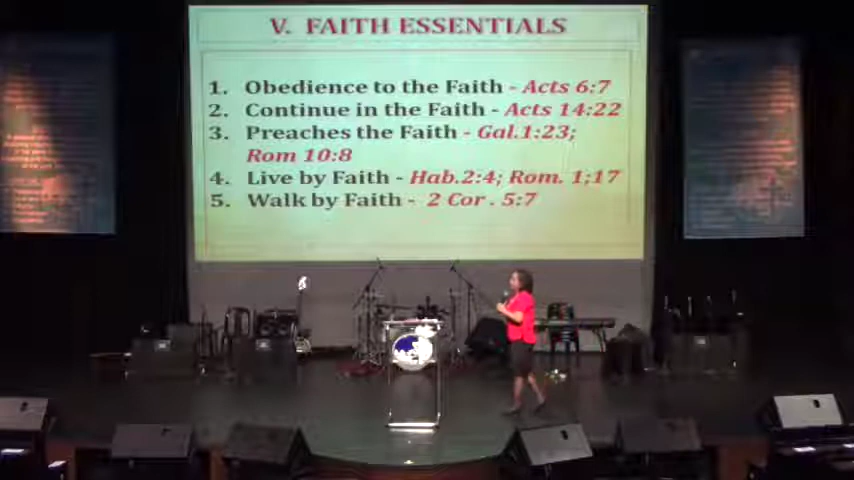 V. FAITH ESSENTIALS
1. Obedience to the Faith - Acts 6:7
2. Continue in the Faith - Acts 14:22
3. Preaches the Faith - Gal.1:23;
Rom 10:8
4. Live by Faith - Hab.2:4; Rom. 1;17
5. Walk by Faith - 2 Cor . 5:7